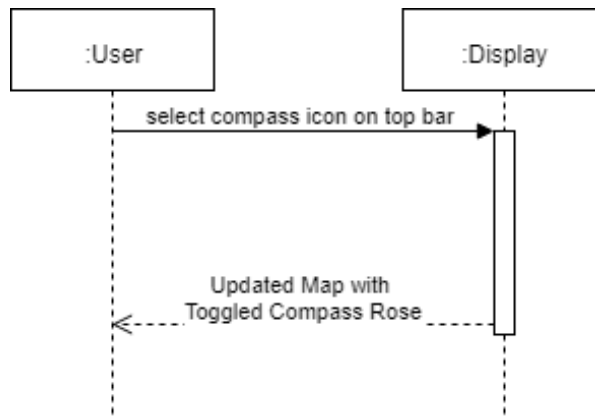 :User
:Display
select compass icon on top bar
Updated Map with
Toggled Compass Rose